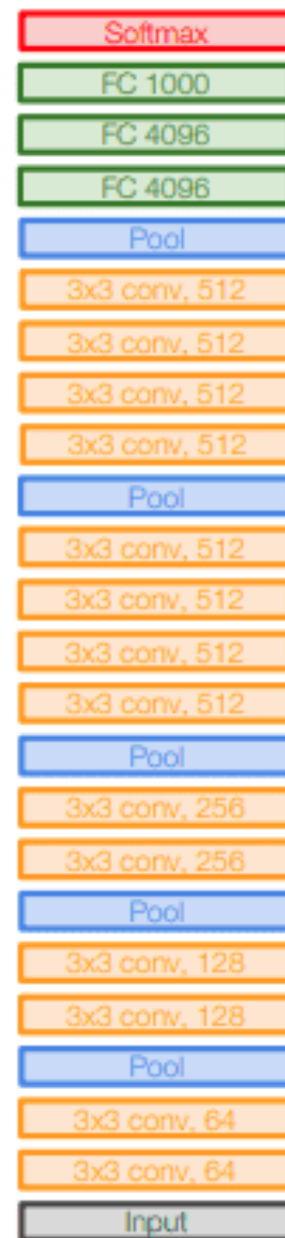 Softmax
FC 1000
FC 4096
FC 4096
Pool
3x3 conv, 512
3x3 conv, 512
3x3 conv, 512
3x3 conv, 512
Pool
3x3 conv, 512
3x3 conv, 512
3x3 conv, 512
3x3 conv, 512
Pool
3x3 conv, 256
3x3 conv, 256
Pool
3x3 conv, 128
3x3 conv, 128
Pool
3x3 conv, 64
3x3 conv, 64
Input